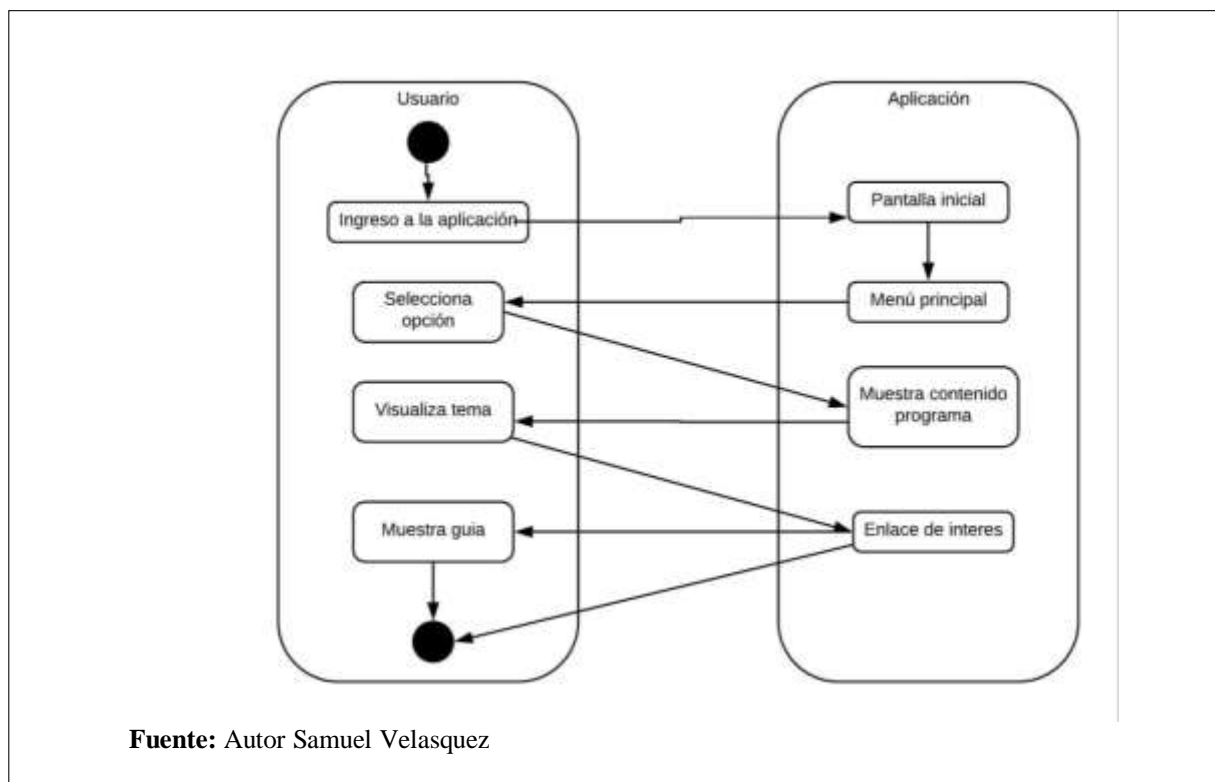 Usuario
Aplicación
Ingreso a la aplicación
Pantalla inicial
Selecciona
opción
Menú principal
Visualiza tema
Muestra contenido
programa
Muestra guia
Enlace de interes
Fuente: Autor Samuel Velasquez